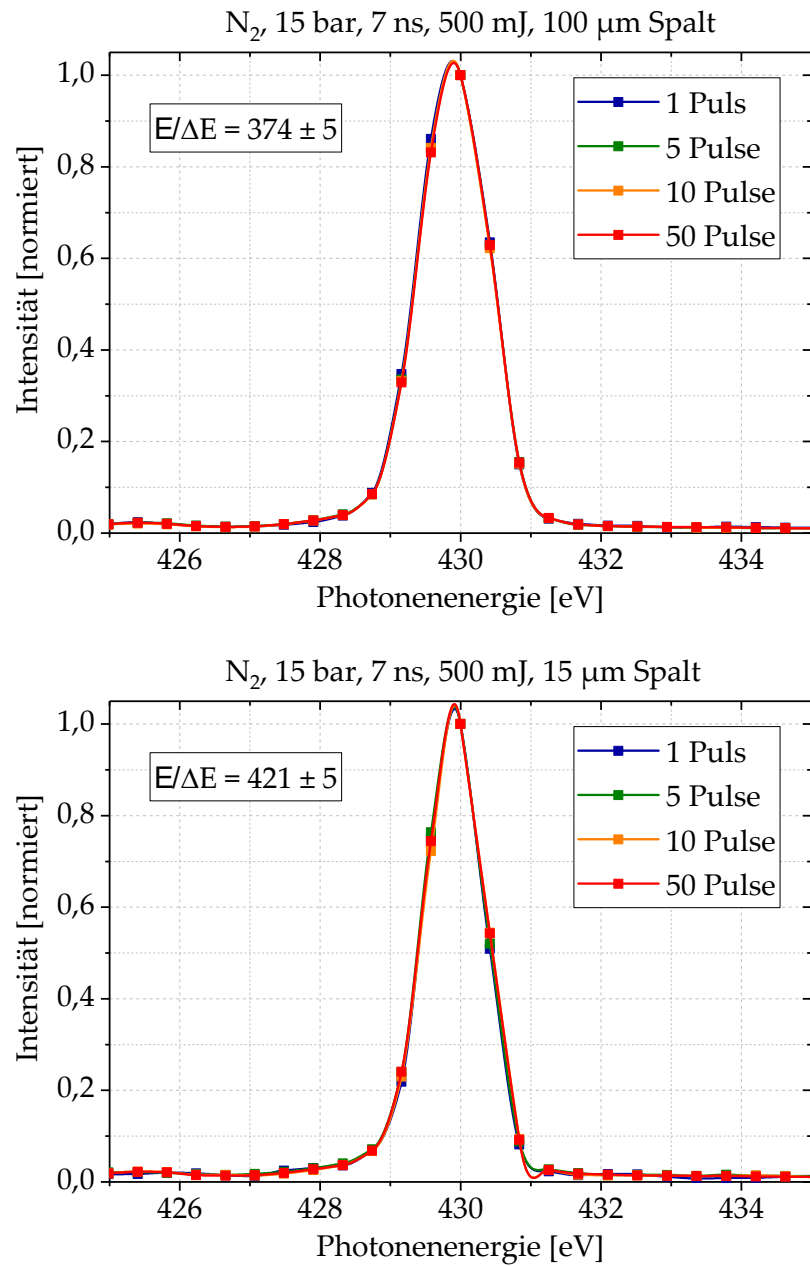 N₂, 15 bar, 7 ns, 500 mJ, 100 µm Spalt
1,0
0,8
0,6
0,4
0,2
0,0
Intensität [normiert]
E/ΔE = 374 ± 5
1 Puls
5 Pulse
10 Pulse
50 Pulse
426 428 430 432 434
Photonenenergie [eV]
N₂, 15 bar, 7 ns, 500 mJ, 15 µm Spalt
1,0
0,8
0,6
0,4
0,2
0,0
Intensität [normiert]
E/ΔE = 421 ± 5
1 Puls
5 Pulse
10 Pulse
50 Pulse
426 428 430 432 434
Photonenenergie [eV]